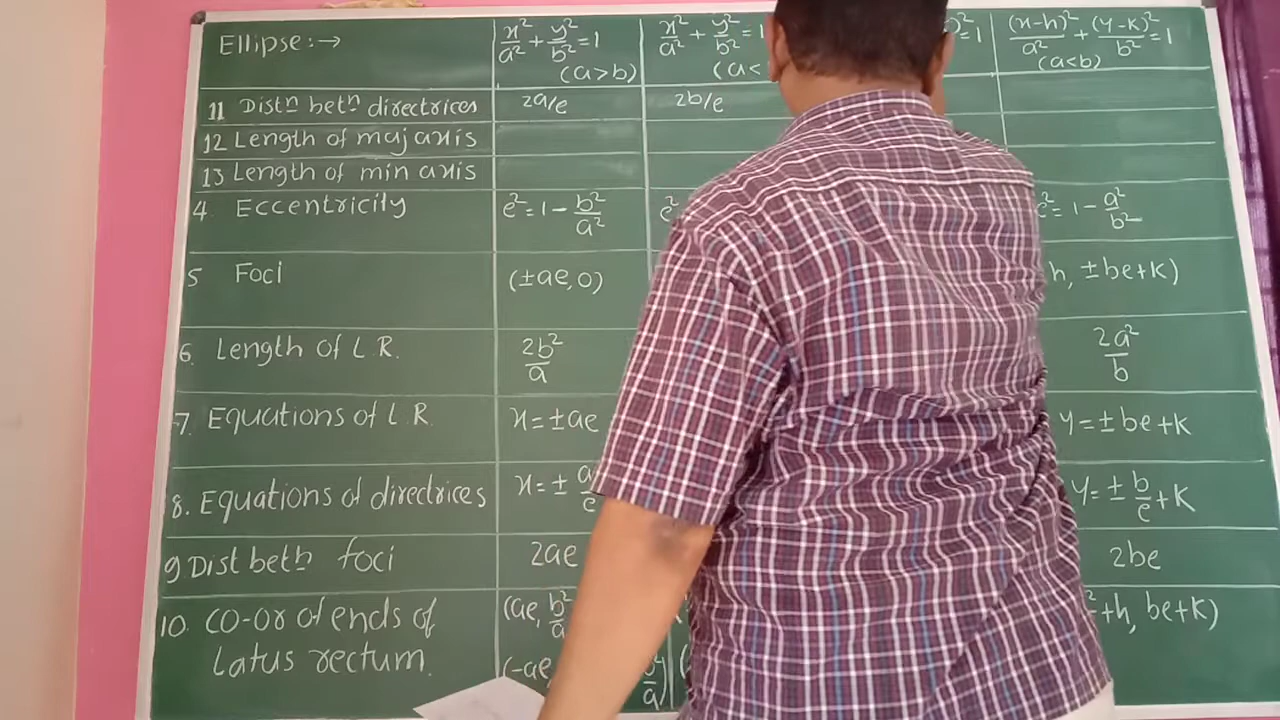 Ellipse:→ x²/a² + y²/b² = 1 (a>b) x²/a² + y²/b² = 1 (a< )²=1 (x-h)²/a² + (y-k)²/b² = 1 (a<b)
11 Distn bethn directrices 2a/e 2b/e
12 Length of maj axis
13 Length of min axis
4. Eccentricity e² = 1 - b²/a² e² e² = 1 - a²/b²
5 Foci (±ae, 0) h, ±be+k)
6. Length of L R. 2b²/a 2a²/b
7. Equations of L R. x = ±ae y = ±be+k
8. Equations of directrices x = ± a/e y = ± b/e + k
9 Dist bethn foci 2ae 2be
10. co-or of ends of (ae, b²/a +h, be+k)
Latus rectum. (-ae